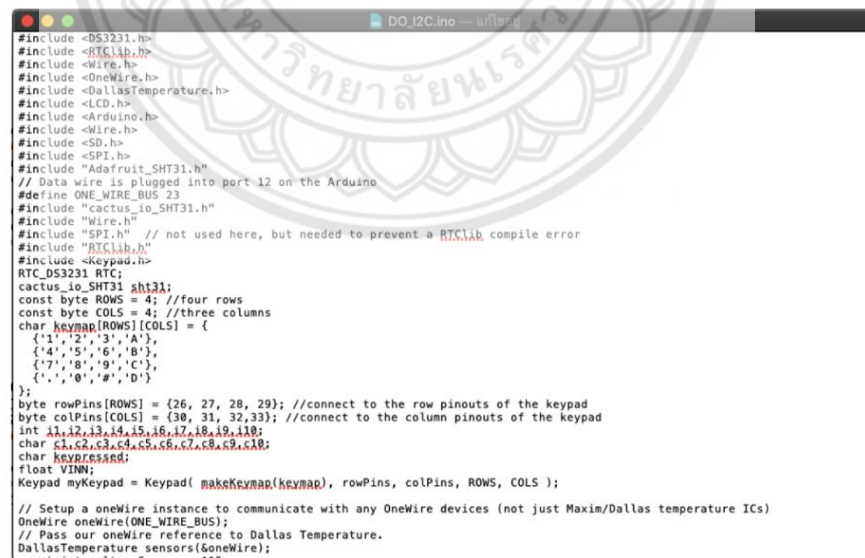 DO_I2C.ino — แก้ไขอยู่
#include <DS3231.h>
#include <RTClib.h>
#include <Wire.h>
#include <OneWire.h>
#include <DallasTemperature.h>
#include <LCD.h>
#include <Arduino.h>
#include <Wire.h>
#include <SD.h>
#include <SPI.h>
#include "Adafruit_SHT31.h"
// Data wire is plugged into port 12 on the Arduino
#define ONE_WIRE_BUS 23
#include "cactus_io_SHT31.h"
#include "Wire.h"
#include "SPI.h"  // not used here, but needed to prevent a RTClib compile error
#include "RTClib.h"
#include <Keypad.h>
RTC_DS3231 RTC;
cactus_io_SHT31 sht31;
const byte ROWS = 4; //four rows
const byte COLS = 4; //three columns
char keymap[ROWS][COLS] = {
  {'1','2','3','A'},
  {'4','5','6','B'},
  {'7','8','9','C'},
  {'.','0','#','D'}
};
byte rowPins[ROWS] = {26, 27, 28, 29}; //connect to the row pinouts of the keypad
byte colPins[COLS] = {30, 31, 32,33}; //connect to the column pinouts of the keypad
int i1,i2,i3,i4,i5,i6,i7,i8,i9,i10;
char c1,c2,c3,c4,c5,c6,c7,c8,c9,c10;
char keypressed;
float VINN;
Keypad myKeypad = Keypad( makeKeymap(keymap), rowPins, colPins, ROWS, COLS );
// Setup a oneWire instance to communicate with any OneWire devices (not just Maxim/Dallas temperature ICs)
OneWire oneWire(ONE_WIRE_BUS);
// Pass our oneWire reference to Dallas Temperature.
DallasTemperature sensors(&oneWire);